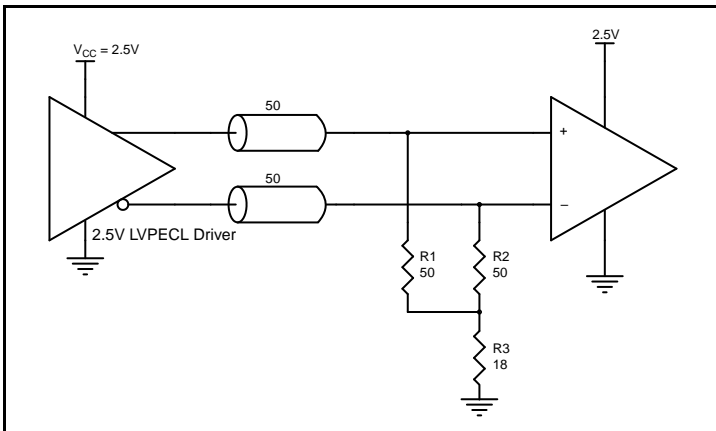 V_CC = 2.5V
2.5V
50
+
50
−
2.5V LVPECL Driver
R1
50
R2
50
R3
18